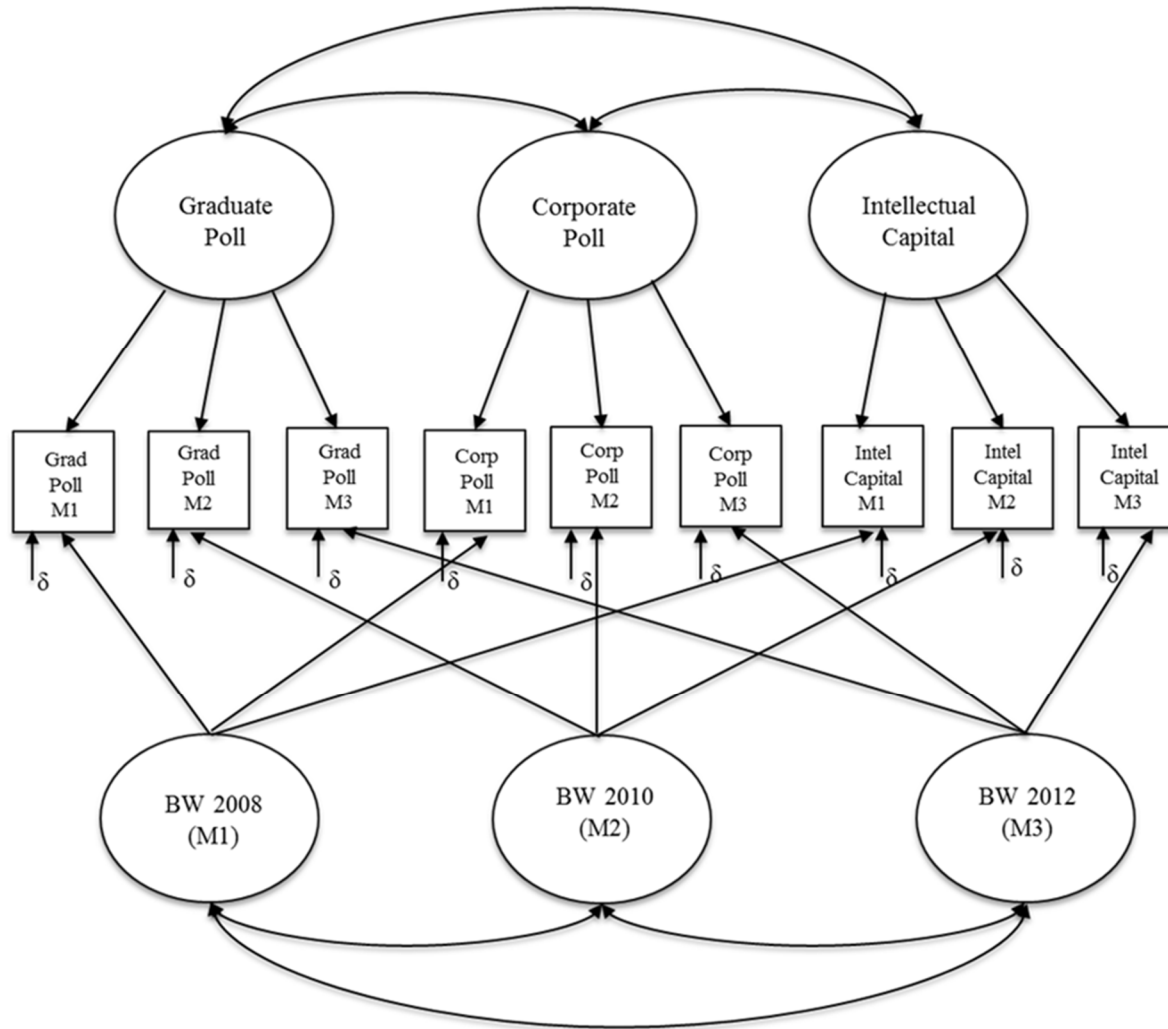 Graduate
Poll
Corporate
Poll
Intellectual
Capital
Grad
Poll
M1
Grad
Poll
M2
Grad
Poll
M3
Corp
Poll
M1
Corp
Poll
M2
Corp
Poll
M3
Intel
Capital
M1
Intel
Capital
M2
Intel
Capital
M3
δ
δ
δ
δ
δ
δ
δ
δ
δ
BW 2008
(M1)
BW 2010
(M2)
BW 2012
(M3)